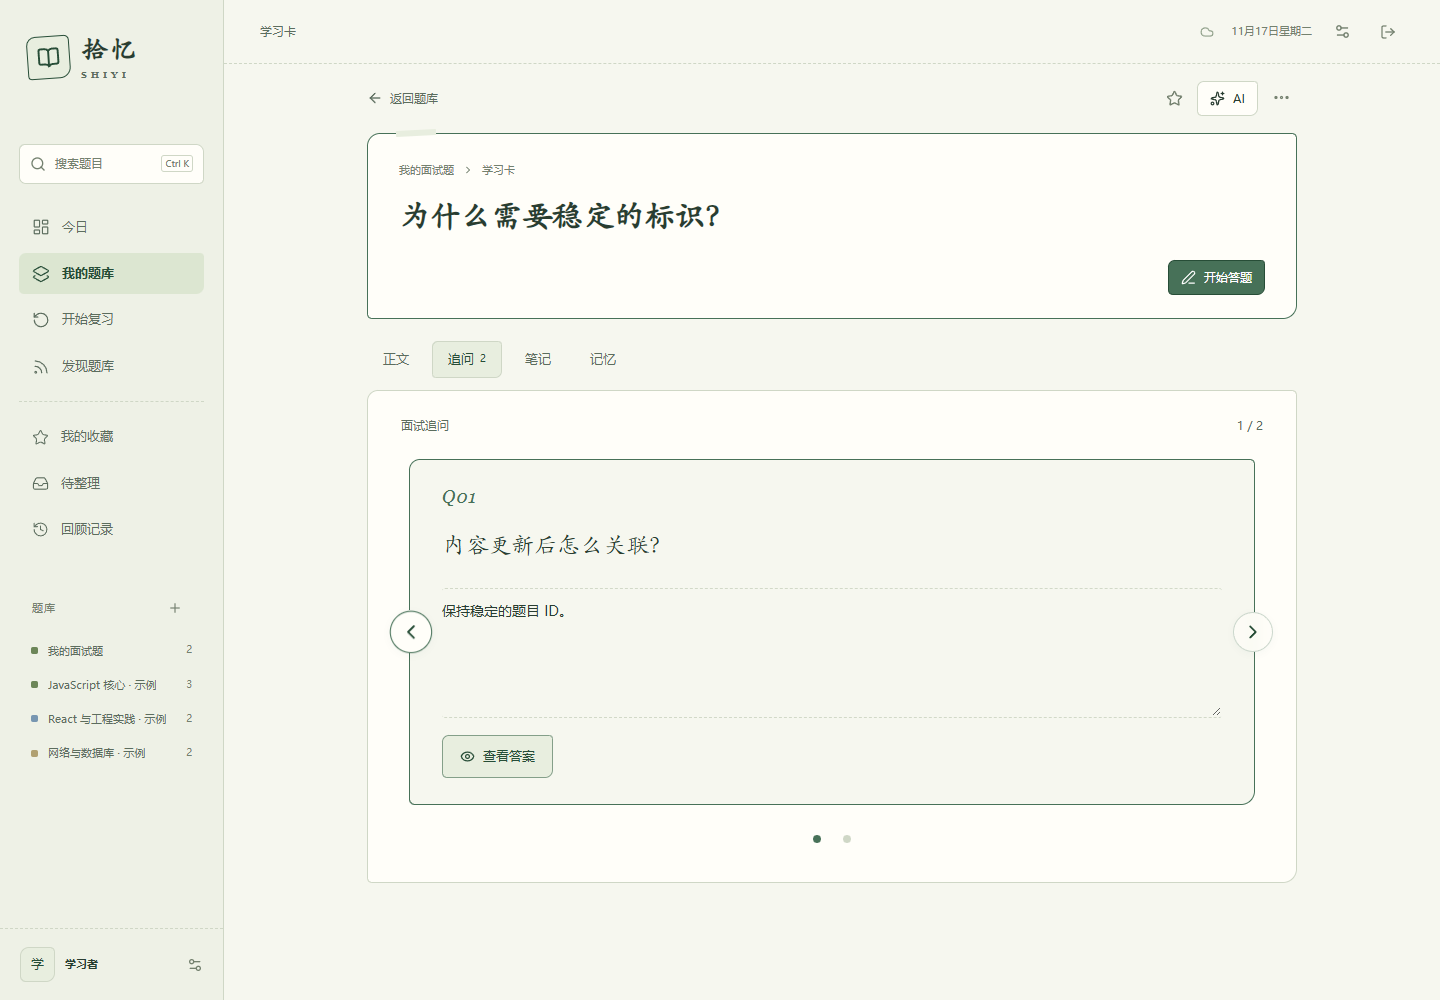 拾忆
SHIYI
搜索题目 Ctrl K
今日
我的题库
开始复习
发现题库
我的收藏
待整理
回顾记录
题库
我的面试题 2
JavaScript 核心 · 示例 3
React 与工程实践 · 示例 2
网络与数据库 · 示例 2
学 学习者
学习卡
11月17日星期二
返回题库
AI
我的面试题 学习卡
为什么需要稳定的标识？
开始答题
正文 追问 2 笔记 记忆
面试追问 1 / 2
Q01
内容更新后怎么关联？
保持稳定的题目 ID。
查看答案